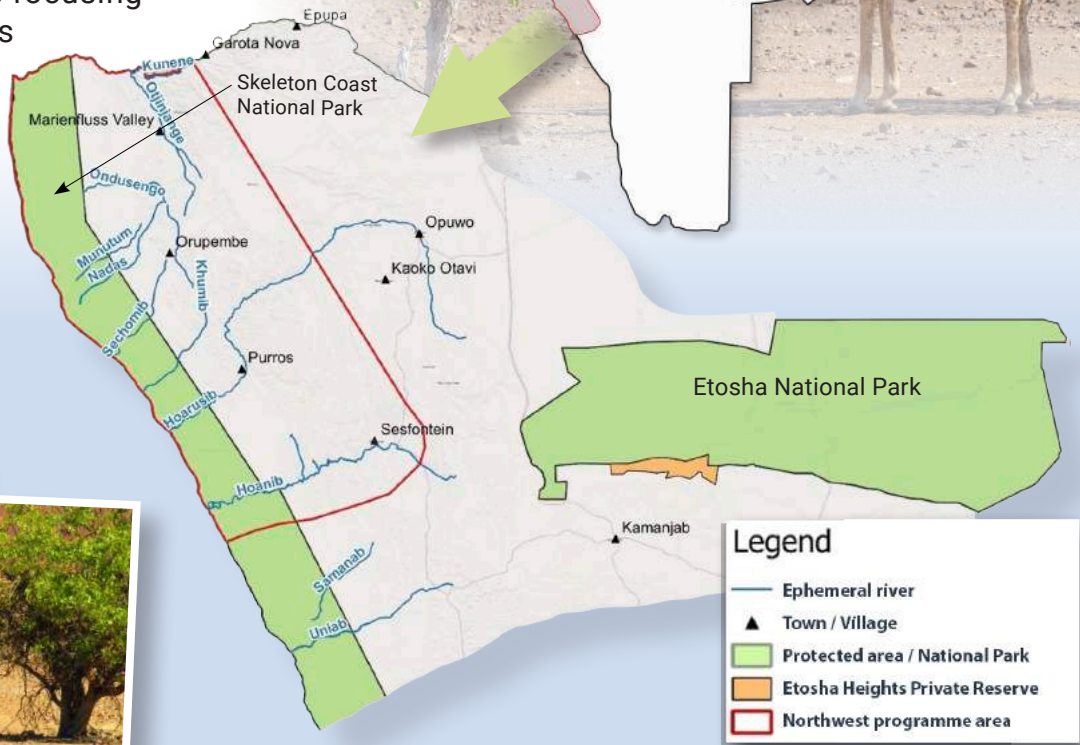 focusing
s
Epupa
Garota Nova
Kunene
Otjinjange
Skeleton Coast
National Park
Marienfluss Valley
Ondusengo
Opuwo
Munutum
Nadas
Orupembe
Khumib
Kaoko Otavi
Sechomib
Purros
Hoarusib
Etosha National Park
Sesfontein
Hoanib
Kamanjab
Samanab
Uniab
Legend
Ephemeral river
Town / Village
Protected area / National Park
Etosha Heights Private Reserve
Northwest programme area